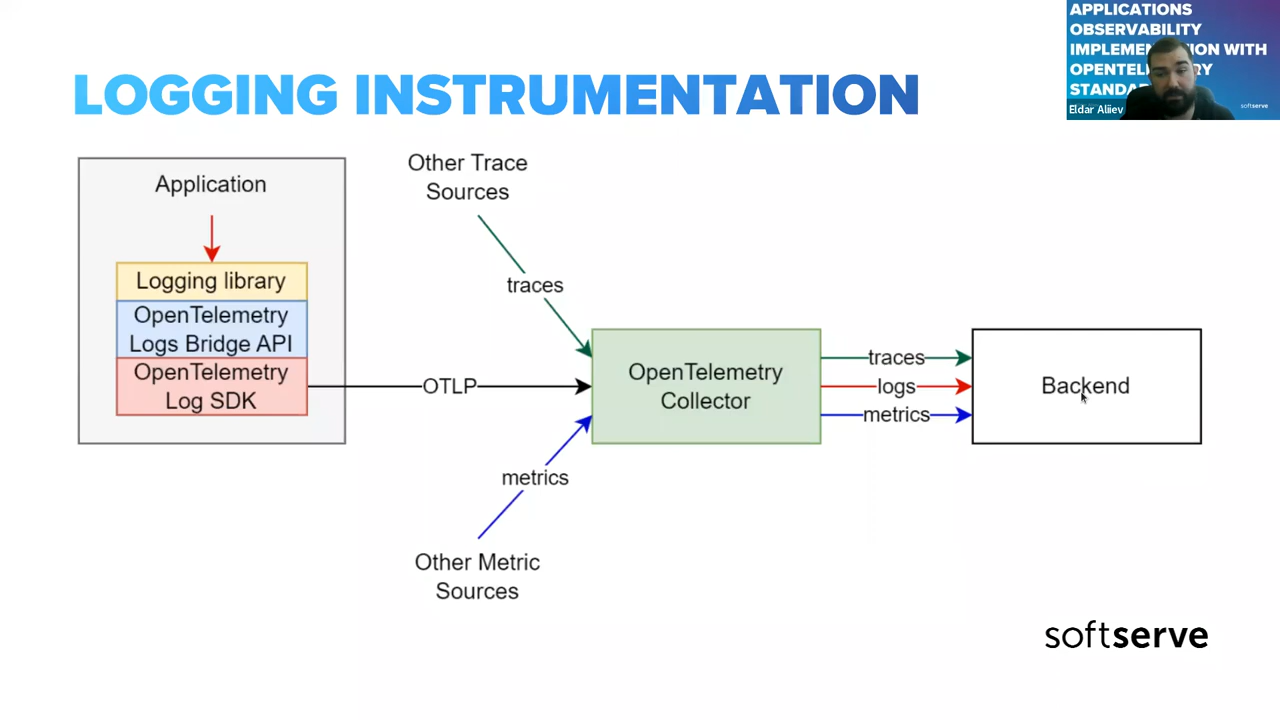 APPLICATIONS
OBSERVABILITY
IMPLEMEN ION WITH
OPENTEL RY
STANDA
softserve
Eldar Aliiev
LOGGING INSTRUMENTATION
Application
Logging library
OpenTelemetry
Logs Bridge API
OpenTelemetry
Log SDK
Other Trace
Sources
traces
OTLP
metrics
Other Metric
Sources
OpenTelemetry
Collector
traces
logs
metrics
Backend
softserve